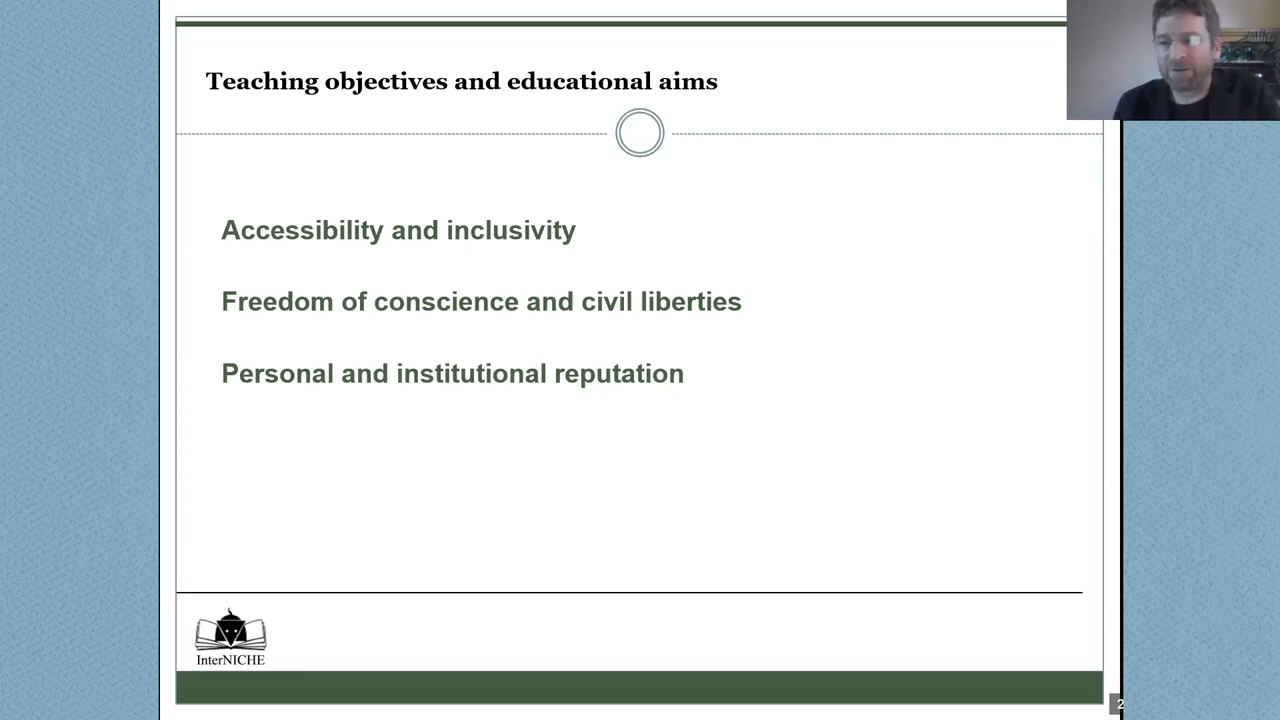 Teaching objectives and educational aims
Accessibility and inclusivity
Freedom of conscience and civil liberties
Personal and institutional reputation
InterNICHE
2